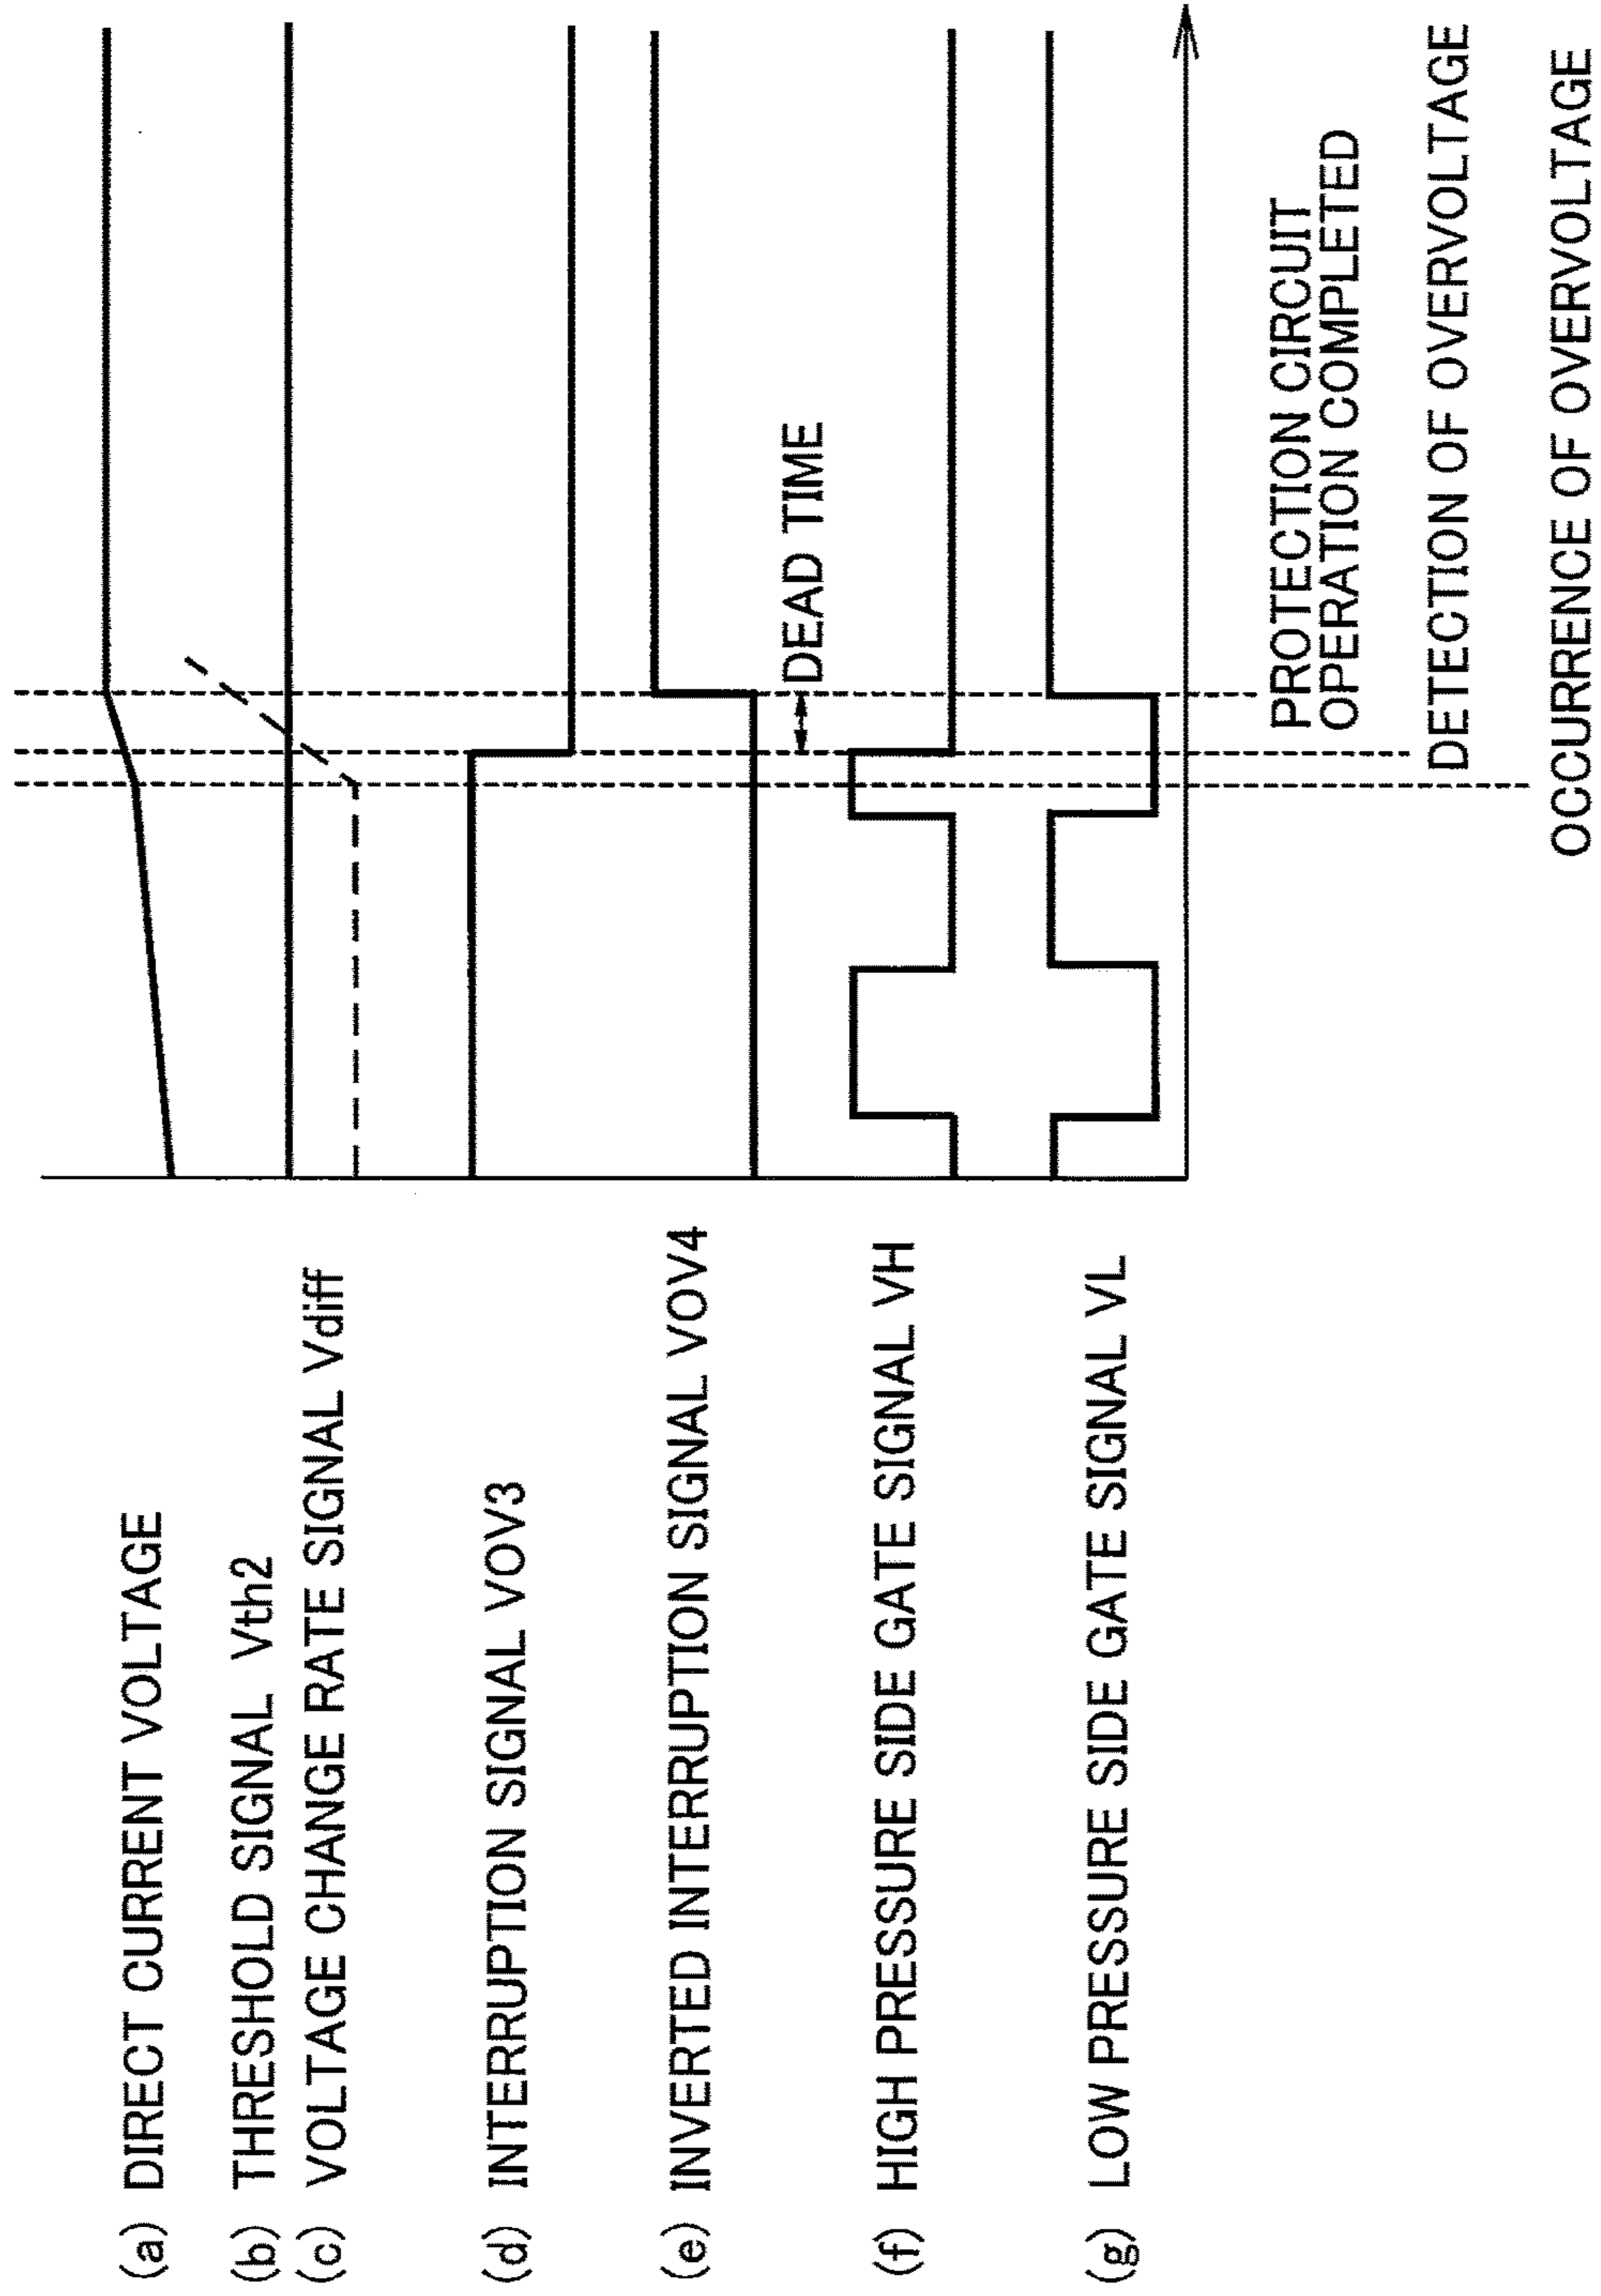 (a) DIRECT CURRENT VOLTAGE
(b) THRESHOLD SIGNAL Vth2
(c) VOLTAGE CHANGE RATE SIGNAL Vdiff
(d) INTERRUPTION SIGNAL VOV3
(e) INVERTED INTERRUPTION SIGNAL VOV4
DEAD TIME
(f) HIGH PRESSURE SIDE GATE SIGNAL VH
(g) LOW PRESSURE SIDE GATE SIGNAL VL
PROTECTION CIRCUIT
OPERATION COMPLETED
DETECTION OF OVERVOLTAGE
OCCURRENCE OF OVERVOLTAGE